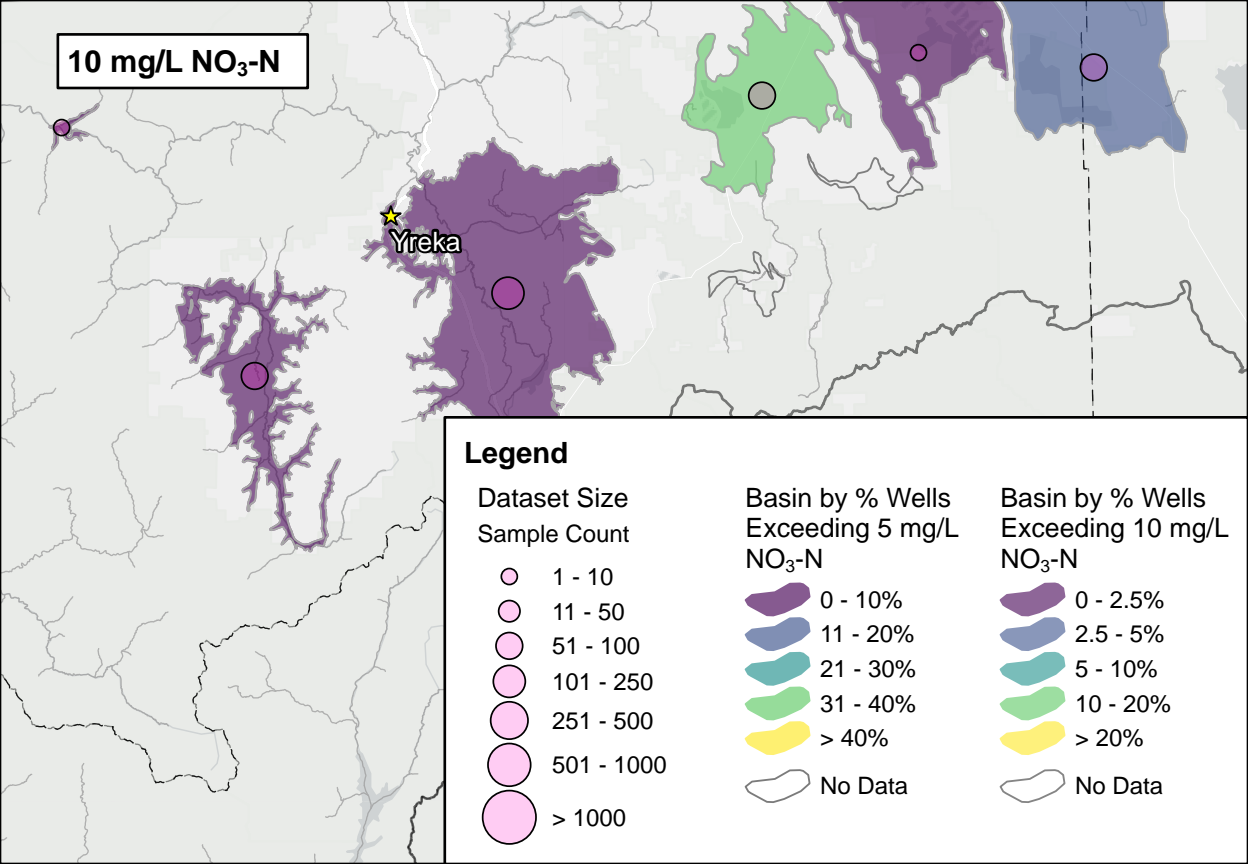 10 mg/L NO₃-N
Yreka
Legend
Dataset Size
Sample Count
1 - 10
11 - 50
51 - 100
101 - 250
251 - 500
501 - 1000
> 1000
Basin by % Wells
Exceeding 5 mg/L
NO₃-N
0 - 10%
11 - 20%
21 - 30%
31 - 40%
> 40%
No Data
Basin by % Wells
Exceeding 10 mg/L
NO₃-N
0 - 2.5%
2.5 - 5%
5 - 10%
10 - 20%
> 20%
No Data